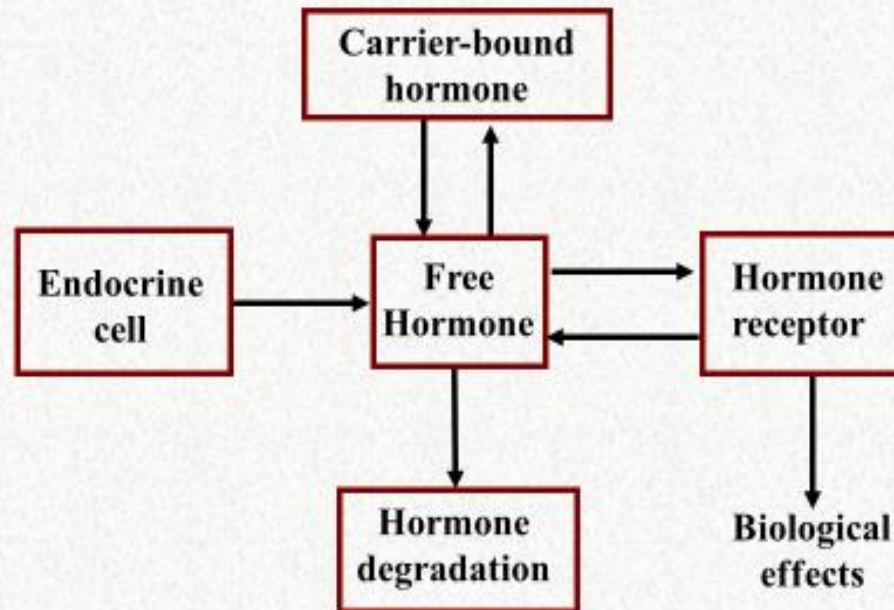 Carrier-bound
hormone
Endocrine
cell
Free
Hormone
Hormone
receptor
Hormone
degradation
Biological
effects